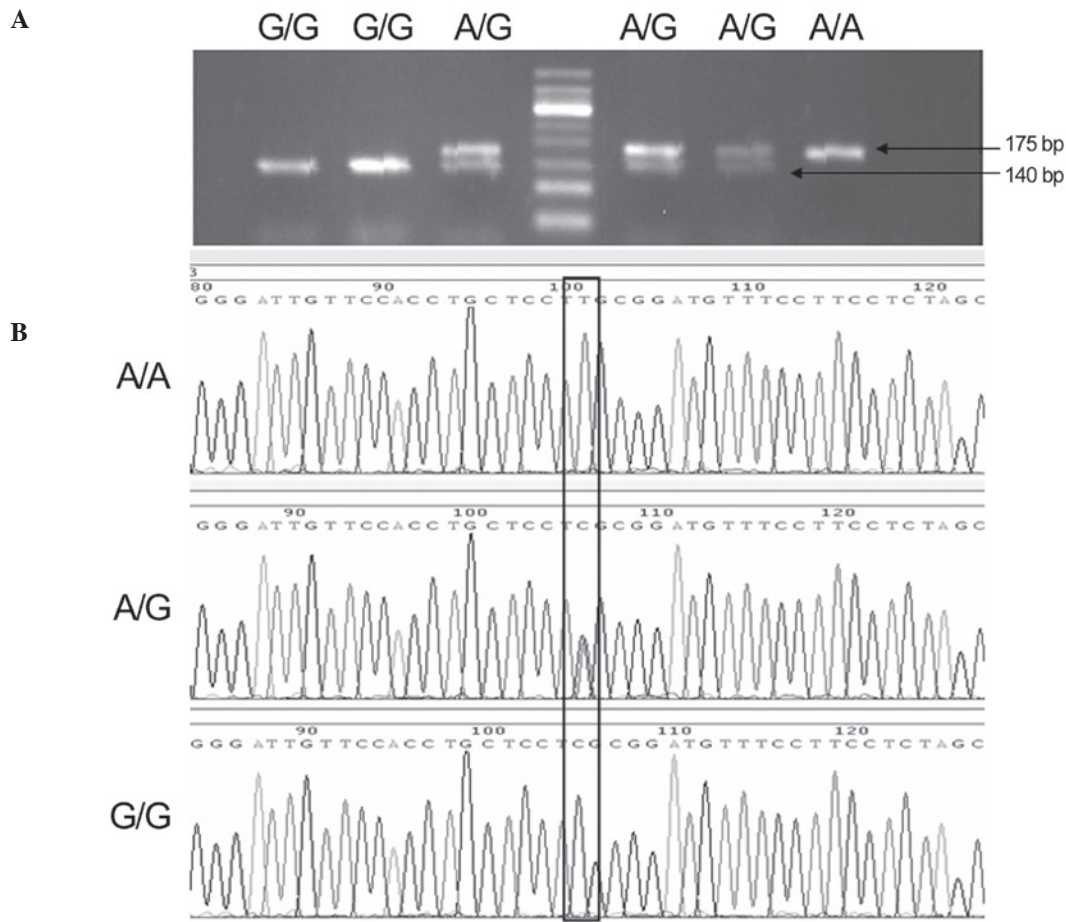 A
G/G G/G A/G A/G A/G A/A
175 bp
140 bp
B
3
80 90 100 110 120
GGGATTGTTCCACCTGCTCCTTGCGGATGTTTCCTTCCTCTAGC
A/A
90 100 110 120
GGGATTGTTCCACCTGCTCCTCGCGGATGTTTCCTTCCTCTAGC
A/G
90 100 110 120
GGGATTGTTCCACCTGCTCCTCGCGGATGTTTCCTTCCTCTAGC
G/G